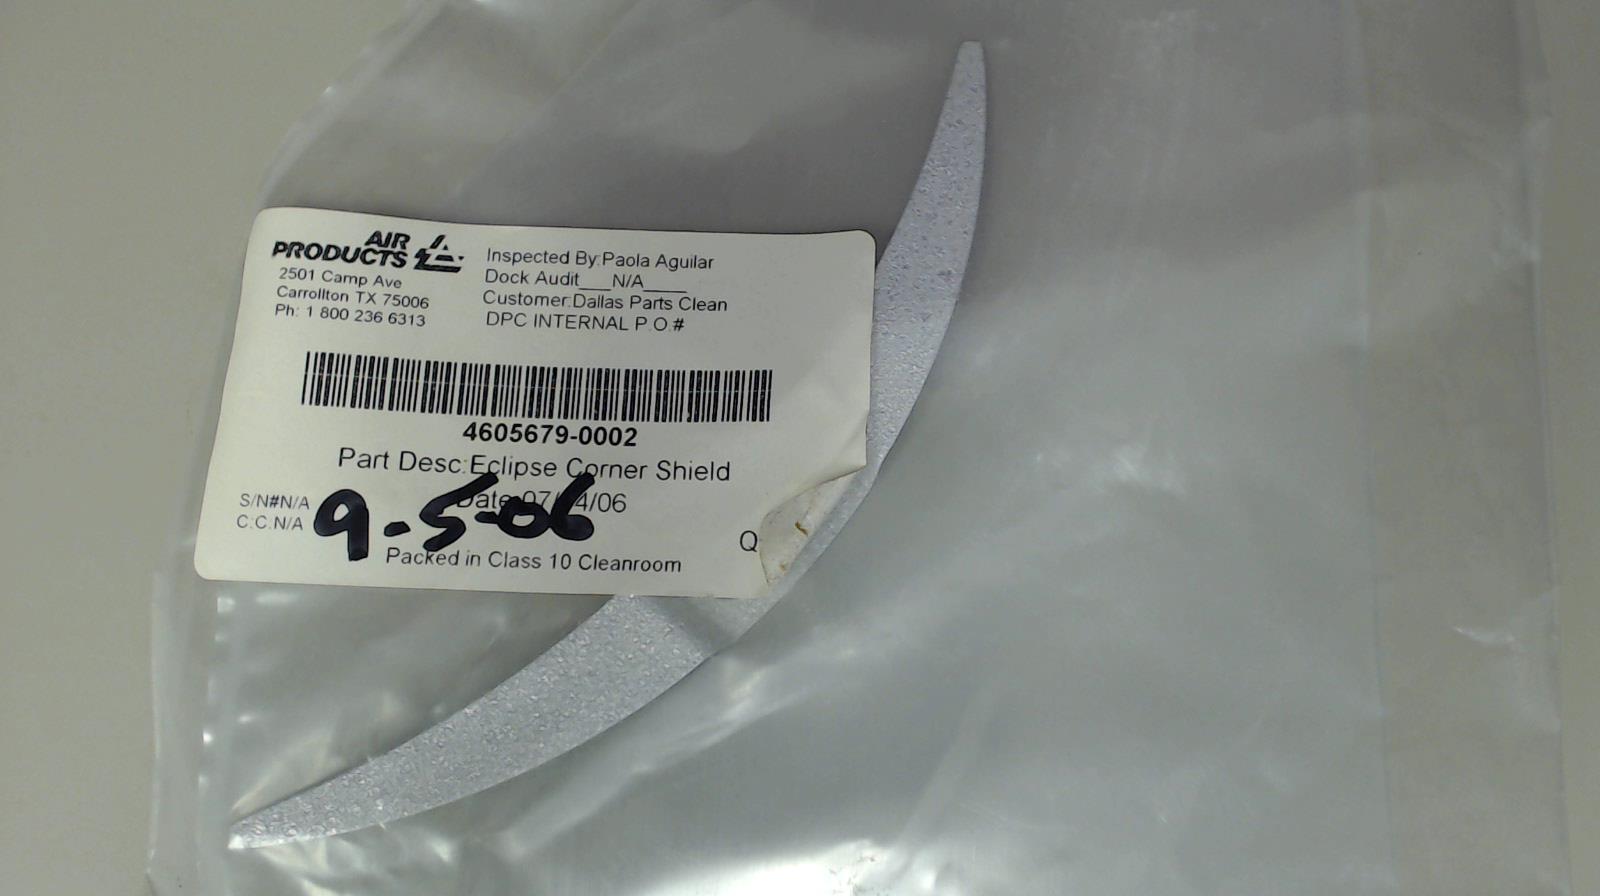 AIR
PRODUCTS
2501 Camp Ave
Carrollton TX 75006
Ph: 1 800 236 6313
Inspected By:Paola Aguilar
Dock Audit___N/A____
Customer:Dallas Parts Clean
DPC INTERNAL P.O.#
4605679-0002
Part Desc:Eclipse Corner Shield
S/N#N/A
C.C.N/A
9-5-06
Packed in Class 10 Cleanroom